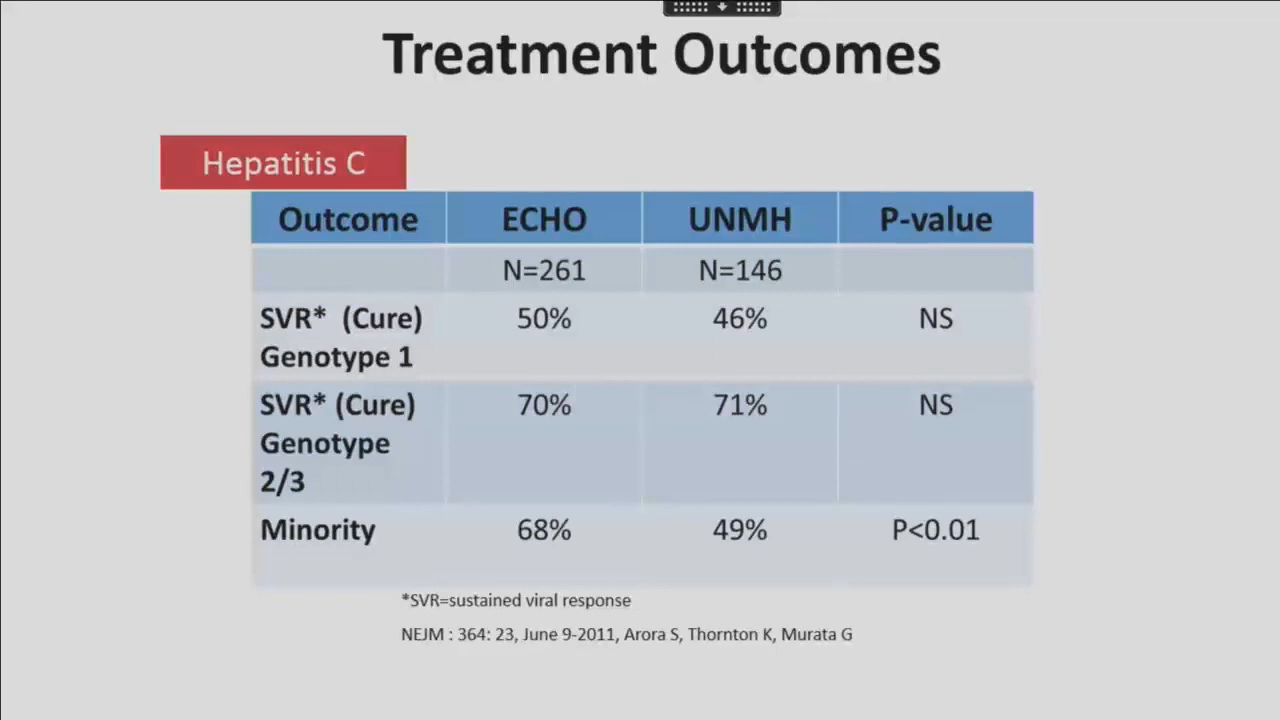 Treatment Outcomes
Hepatitis C
Outcome ECHO UNMH P-value
N=261 N=146
SVR* (Cure) 50% 46% NS
Genotype 1
SVR* (Cure) 70% 71% NS
Genotype
2/3
Minority 68% 49% P<0.01
*SVR=sustained viral response
NEJM : 364: 23, June 9-2011, Arora S, Thornton K, Murata G